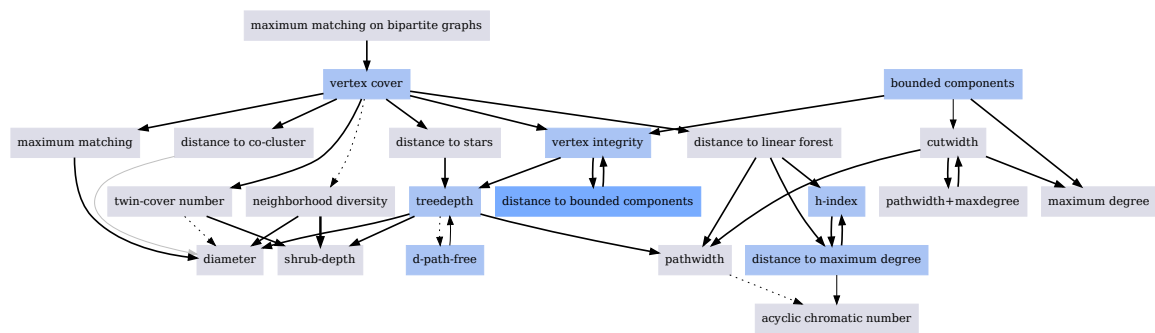 maximum matching on bipartite graphs
vertex cover
bounded components
maximum matching
distance to co-cluster
distance to stars
vertex integrity
distance to linear forest
cutwidth
twin-cover number
neighborhood diversity
treedepth
distance to bounded components
h-index
pathwidth+maxdegree
maximum degree
diameter
shrub-depth
d-path-free
pathwidth
distance to maximum degree
acyclic chromatic number